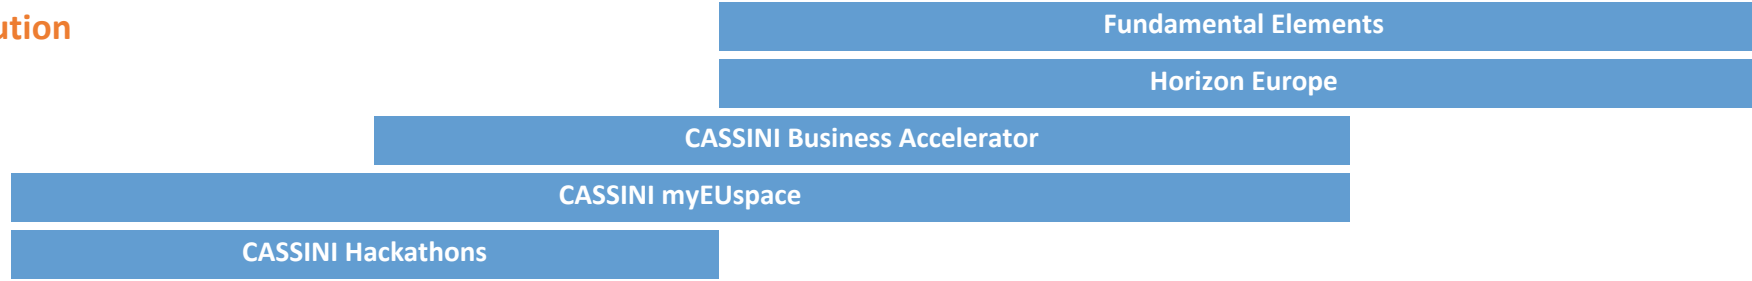 ution
Fundamental Elements
Horizon Europe
CASSINI Business Accelerator
CASSINI myEUspace
CASSINI Hackathons